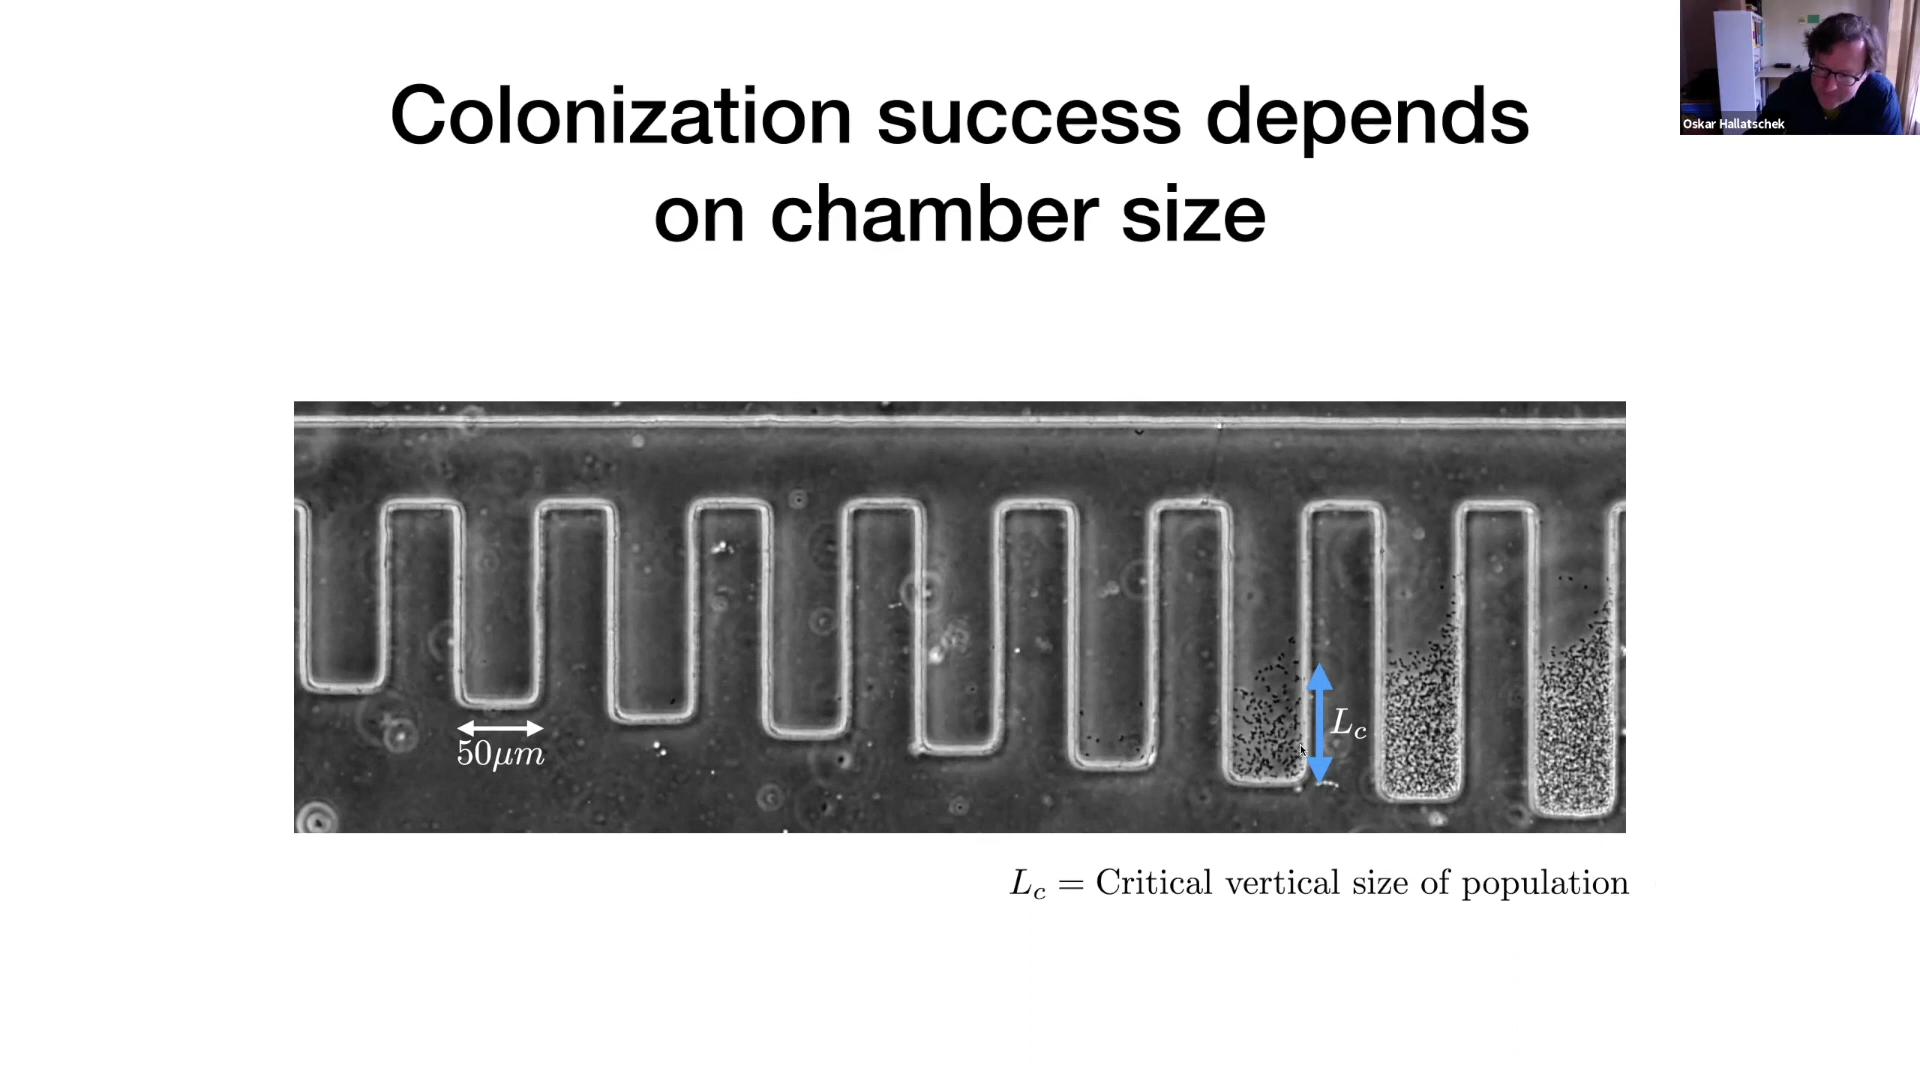 Oskar Hallatschek
Colonization success depends
on chamber size
50μm
L_c
L_c = Critical vertical size of population